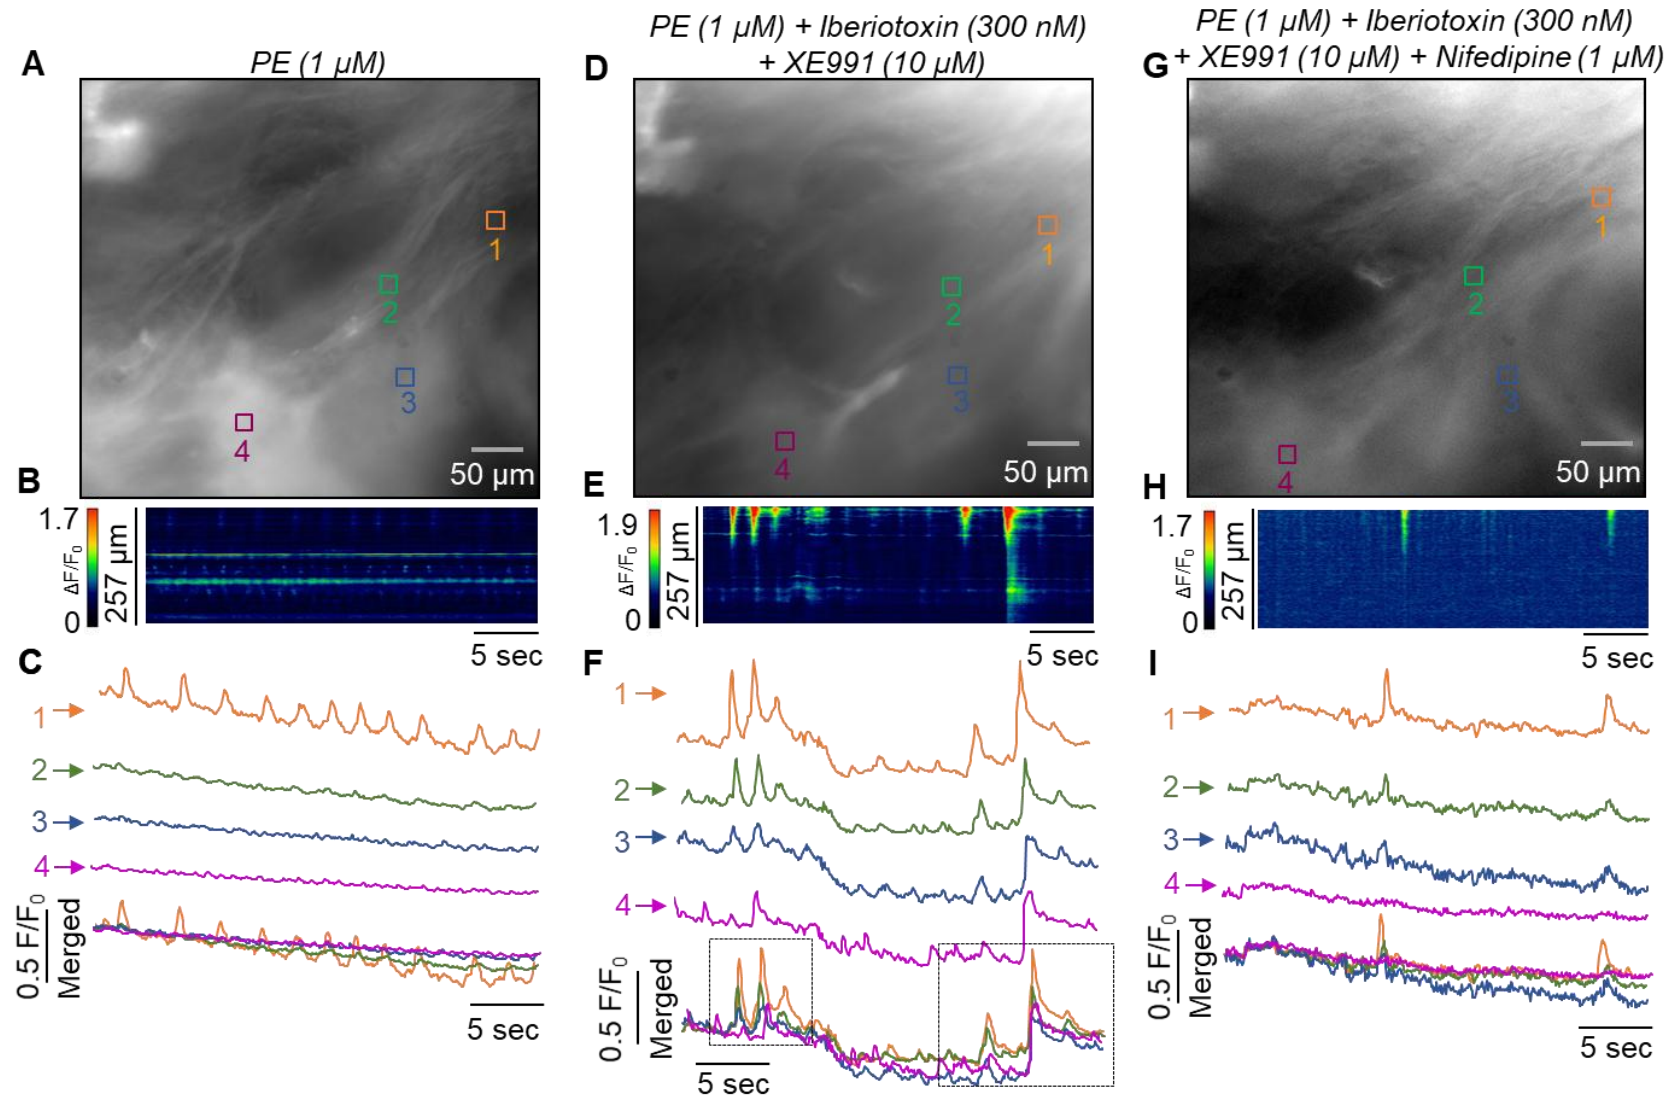 A
PE (1 µM)
1
2
3
4
50 µm
B
1.7
ΔF/F0
0
257 µm
5 sec
C
1
2
3
4
0.5 F/F0
Merged
5 sec
D
PE (1 µM) + Iberiotoxin (300 nM)
+ XE991 (10 µM)
1
2
3
4
50 µm
E
1.9
ΔF/F0
0
257 µm
5 sec
F
1
2
3
4
0.5 F/F0
Merged
5 sec
G
PE (1 µM) + Iberiotoxin (300 nM)
+ XE991 (10 µM) + Nifedipine (1 µM)
1
2
3
4
50 µm
H
1.7
ΔF/F0
0
257 µm
5 sec
I
1
2
3
4
0.5 F/F0
Merged
5 sec